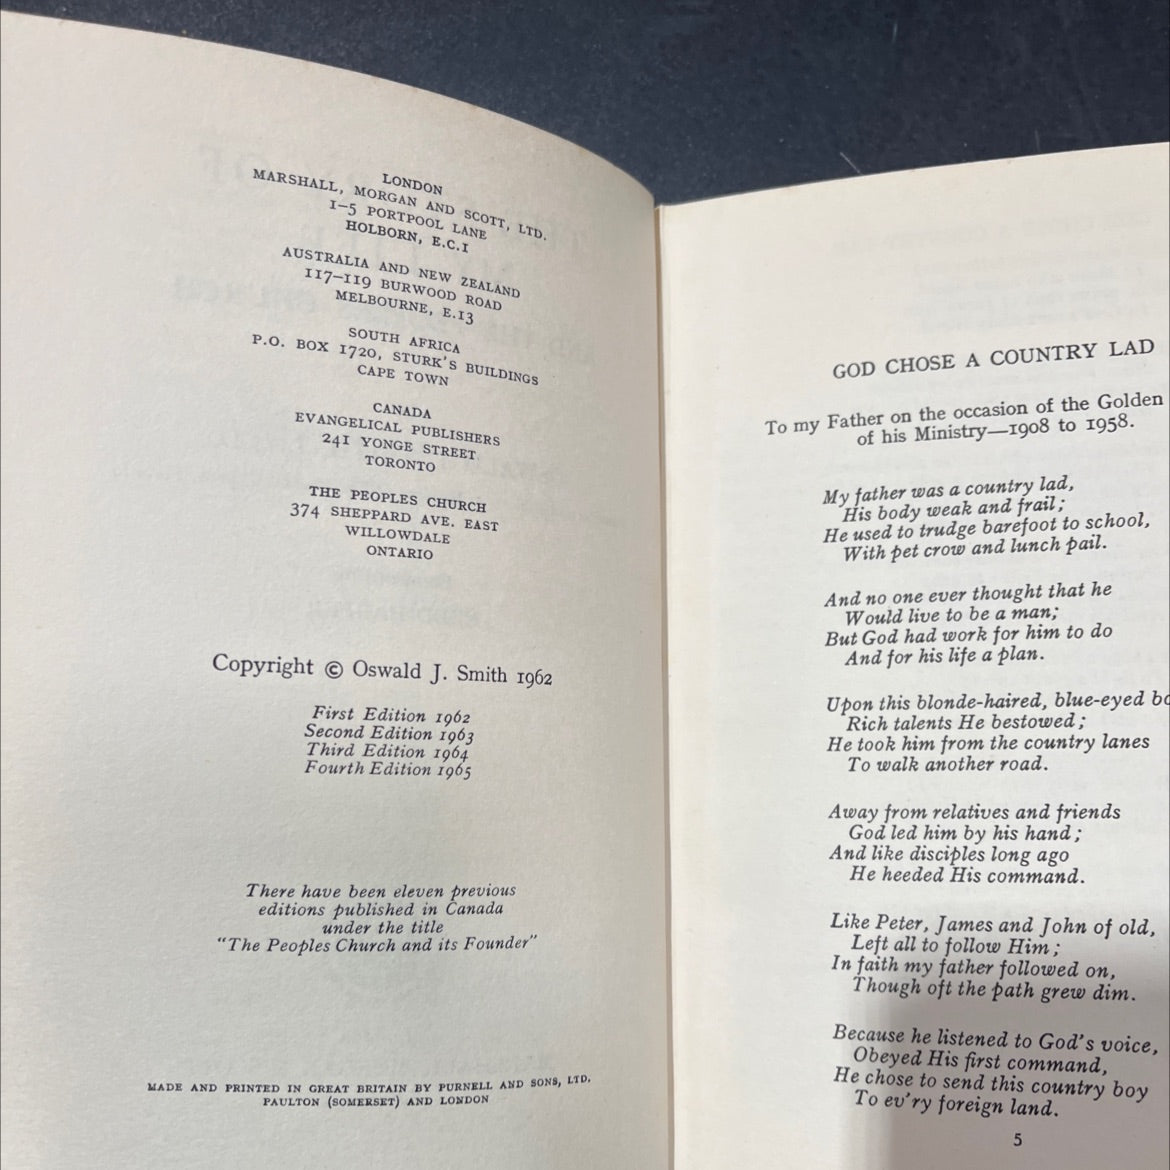 LONDON
MARSHALL, MORGAN AND SCOTT, LTD.
1–5 PORTPOOL LANE
HOLBORN, E.C.1
AUSTRALIA AND NEW ZEALAND
117–119 BURWOOD ROAD
MELBOURNE, E.13
SOUTH AFRICA
P.O. BOX 1720, STURK'S BUILDINGS
CAPE TOWN
CANADA
EVANGELICAL PUBLISHERS
241 YONGE STREET
TORONTO
THE PEOPLES CHURCH
374 SHEPPARD AVE. EAST
WILLOWDALE
ONTARIO
Copyright © Oswald J. Smith 1962
First Edition 1962
Second Edition 1963
Third Edition 1964
Fourth Edition 1965
There have been eleven previous
editions published in Canada
under the title
"The Peoples Church and its Founder"
MADE AND PRINTED IN GREAT BRITAIN BY PURNELL AND SONS, LTD.
PAULTON (SOMERSET) AND LONDON
GOD CHOSE A COUNTRY LAD
To my Father on the occasion of the Golden
of his Ministry—1908 to 1958.
My father was a country lad,
His body weak and frail;
He used to trudge barefoot to school,
With pet crow and lunch pail.
And no one ever thought that he
Would live to be a man;
But God had work for him to do
And for his life a plan.
Upon this blonde-haired, blue-eyed bo
Rich talents He bestowed;
He took him from the country lanes
To walk another road.
Away from relatives and friends
God led him by his hand;
And like disciples long ago
He heeded His command.
Like Peter, James and John of old,
Left all to follow Him;
In faith my father followed on,
Though oft the path grew dim.
Because he listened to God's voice,
Obeyed His first command,
He chose to send this country boy
To ev'ry foreign land.
5